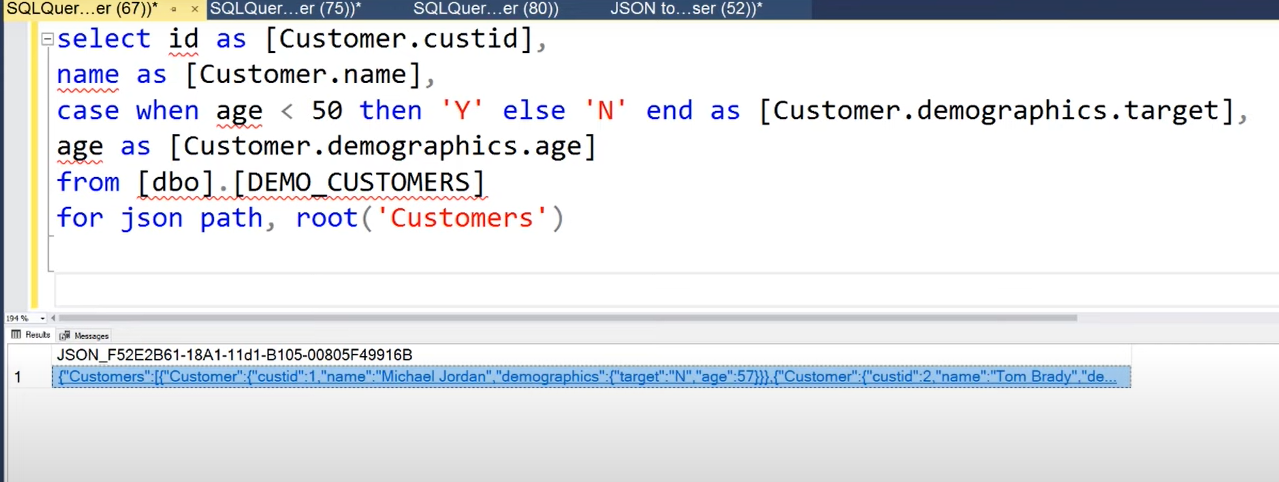 SQLQuer...er (67))* SQLQuer...er (75))* SQLQuer...er (80)) JSON to...ser (52))*
select id as [Customer.custid],
name as [Customer.name],
case when age < 50 then 'Y' else 'N' end as [Customer.demographics.target],
age as [Customer.demographics.age]
from [dbo].[DEMO_CUSTOMERS]
for json path, root('Customers')
194 %
Results Messages
JSON_F52E2B61-18A1-11d1-B105-00805F49916B
1 {"Customers":[{"Customer":{"custid":1,"name":"Michael Jordan","demographics":{"target":"N","age":57}}},{"Customer":{"custid":2,"name":"Tom Brady","de...